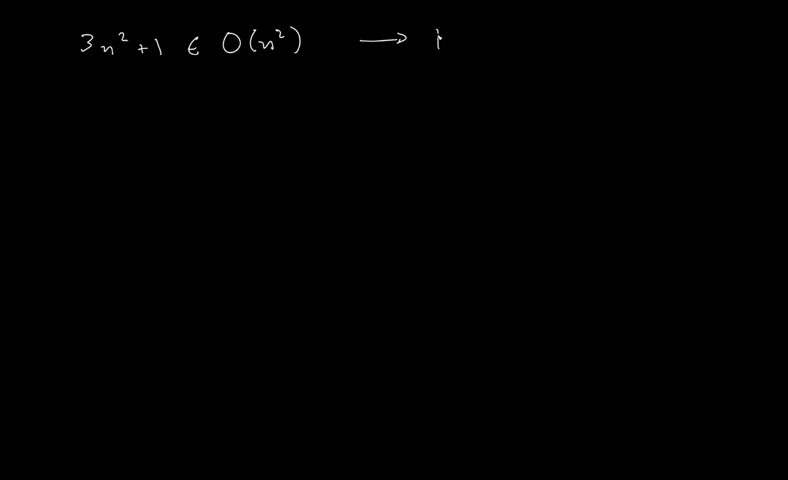 3n² + 1 ∈ O(n²) →